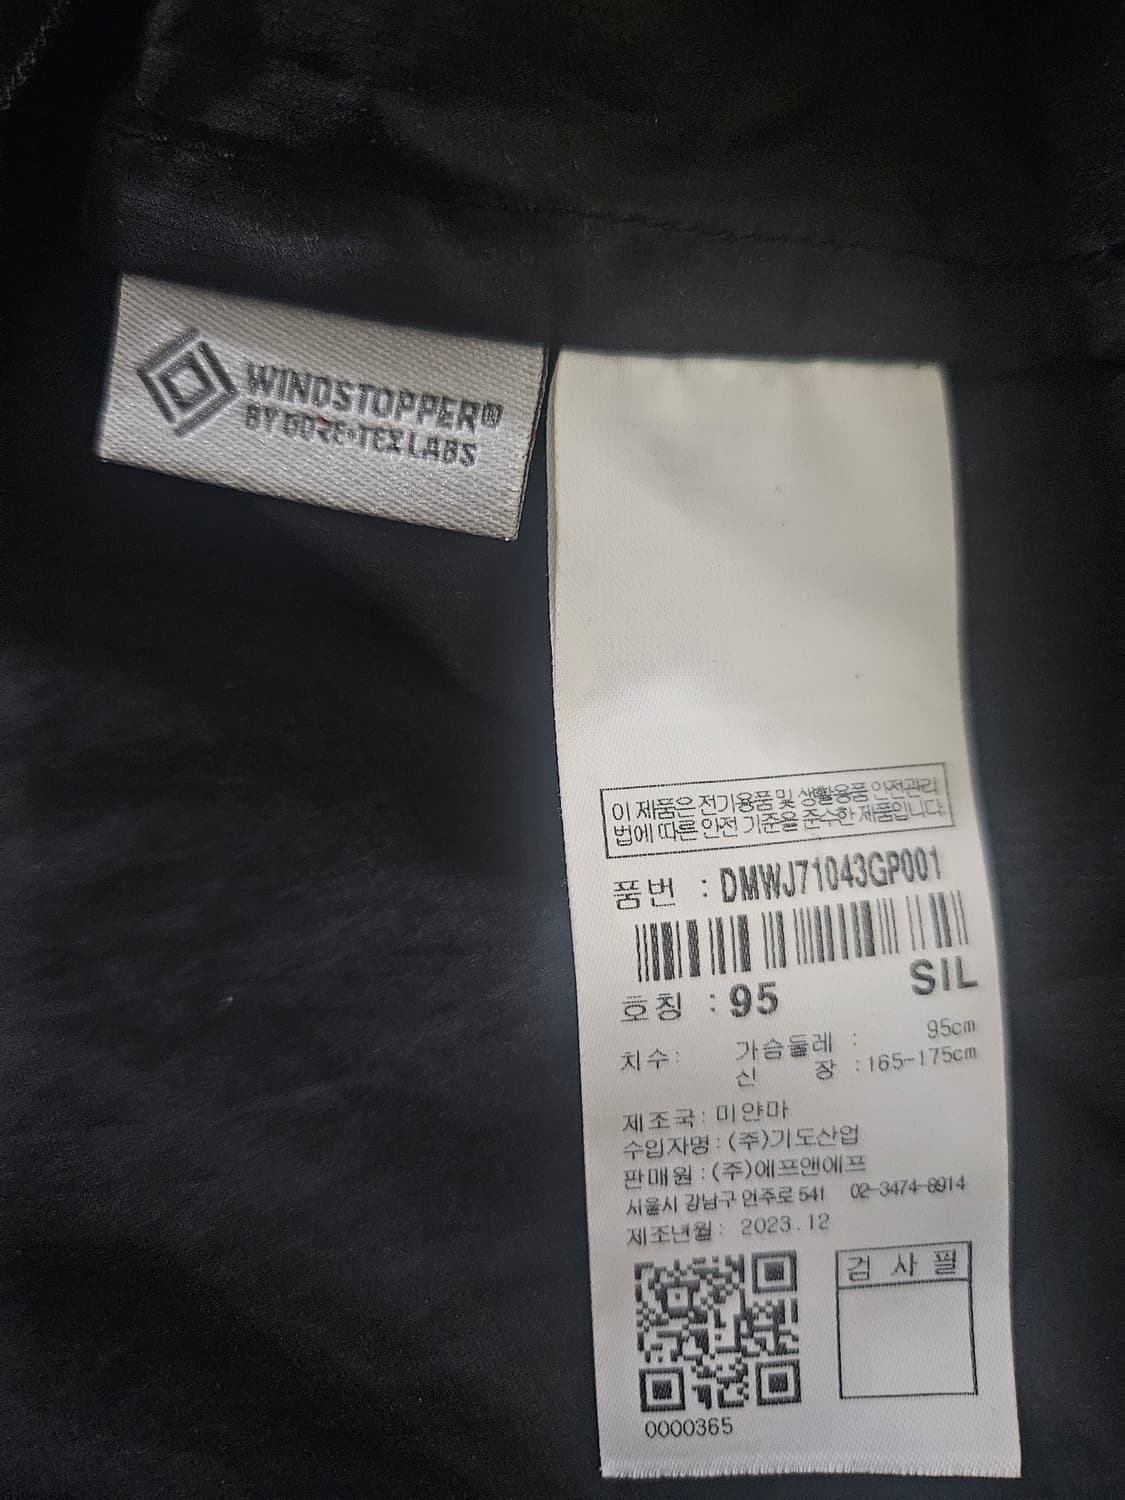 WINDSTOPPER®
BY GORE-TEX LABS
이 제품은 전기용품 및 생활용품 안전관리
법에 따른 안전 기준을 준수한 제품입니다.
품번 : DMWJ71043GP001
SIL
호칭 : 95
치수: 가슴둘레 : 95cm
신 장 : 165~175cm
제조국: 미얀마
수입자명: (주)기도산업
판매원: (주)에프앤에프
서울시 강남구 언주로 541 02-3474-8914
제조년월: 2023.12
검 사 필
0000365